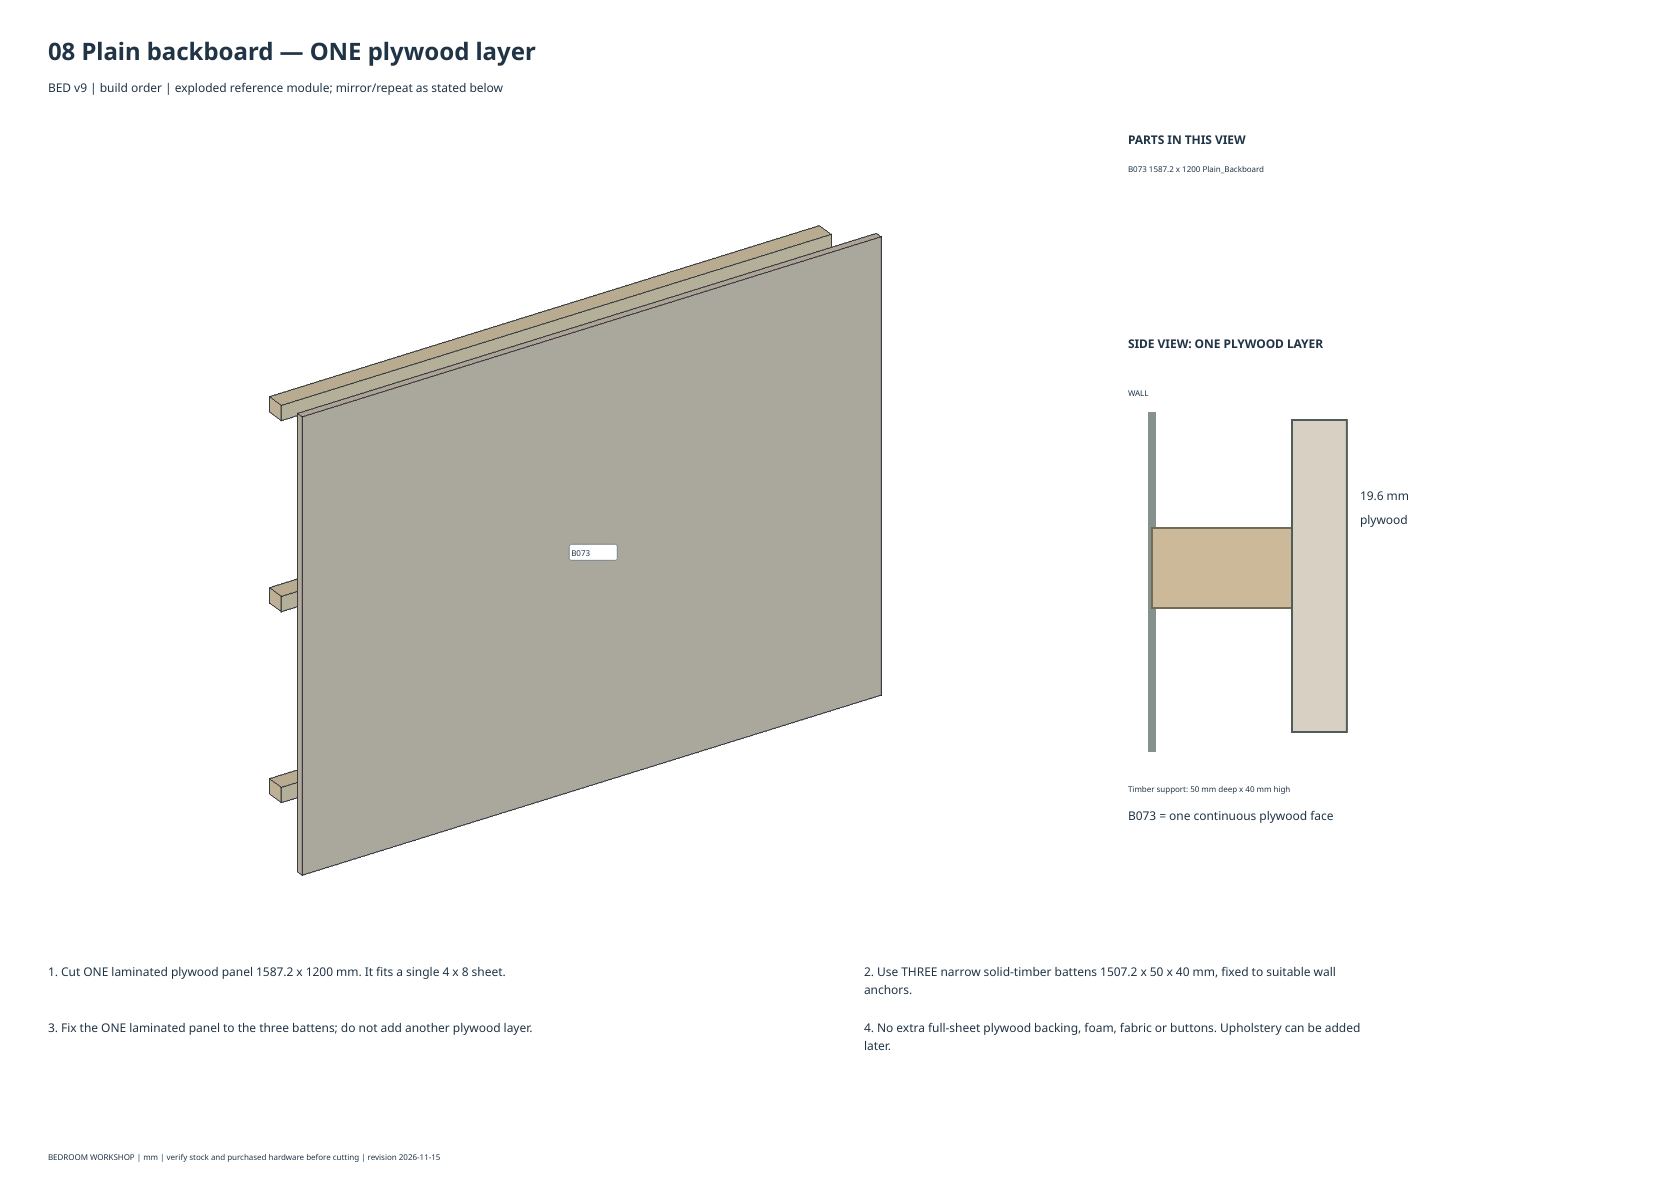 08 Plain backboard — ONE plywood layer
BED v9 | build order | exploded reference module; mirror/repeat as stated below
PARTS IN THIS VIEW
B073 1587.2 x 1200 Plain_Backboard
SIDE VIEW: ONE PLYWOOD LAYER
WALL
19.6 mm
plywood
B073
Timber support: 50 mm deep x 40 mm high
B073 = one continuous plywood face
1. Cut ONE laminated plywood panel 1587.2 x 1200 mm. It fits a single 4 x 8 sheet.
2. Use THREE narrow solid-timber battens 1507.2 x 50 x 40 mm, fixed to suitable wall
anchors.
3. Fix the ONE laminated panel to the three battens; do not add another plywood layer.
4. No extra full-sheet plywood backing, foam, fabric or buttons. Upholstery can be added
later.
BEDROOM WORKSHOP | mm | verify stock and purchased hardware before cutting | revision 2026-11-15